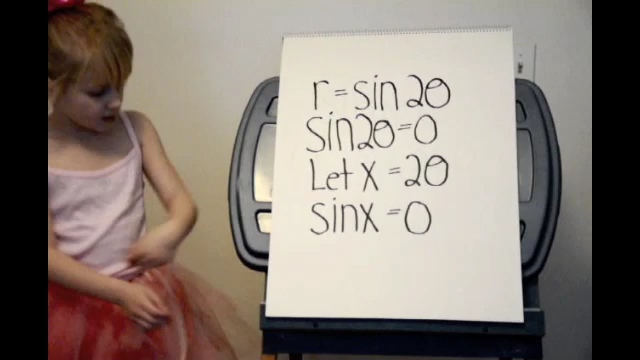 r = sin 2θ
sin2θ = 0
Let x = 2θ
sinx = 0